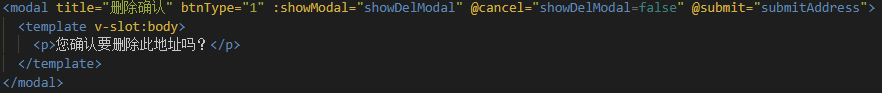 <modal title="删除确认" btnType="1" :showModal="showDelModal" @cancel="showDelModal=false" @submit="submitAddress">
  <template v-slot:body>
    <p>您确认要删除此地址吗？</p>
  </template>
</modal>